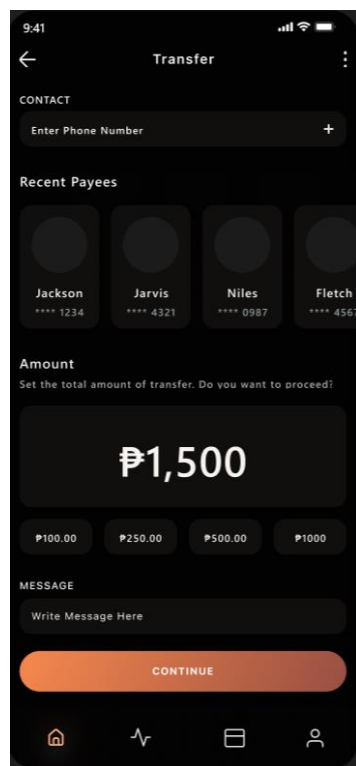 9:41
Transfer
CONTACT
Enter Phone Number +
Recent Payees
Jackson Jarvis Niles Fletch
**** 1234 **** 4321 **** 0987 **** 4567
Amount
Set the total amount of transfer. Do you want to proceed?
₱1,500
₱100.00 ₱250.00 ₱500.00 ₱1000
MESSAGE
Write Message Here
CONTINUE